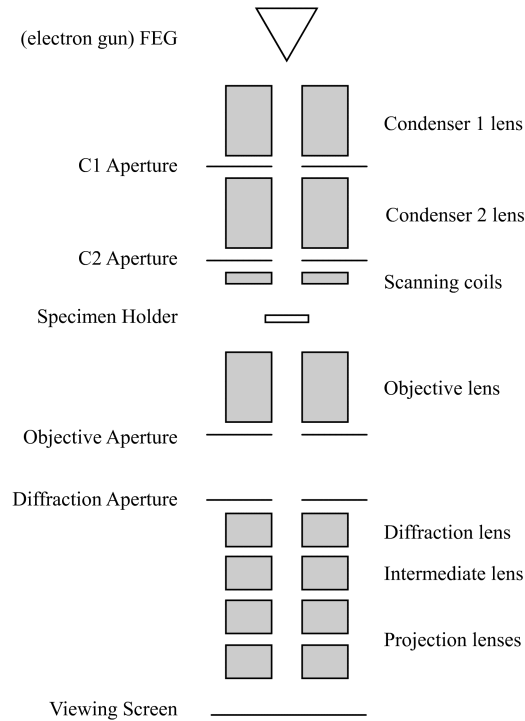 (electron gun) FEG
Condenser 1 lens
C1 Aperture
Condenser 2 lens
C2 Aperture
Scanning coils
Specimen Holder
Objective lens
Objective Aperture
Diffraction Aperture
Diffraction lens
Intermediate lens
Projection lenses
Viewing Screen